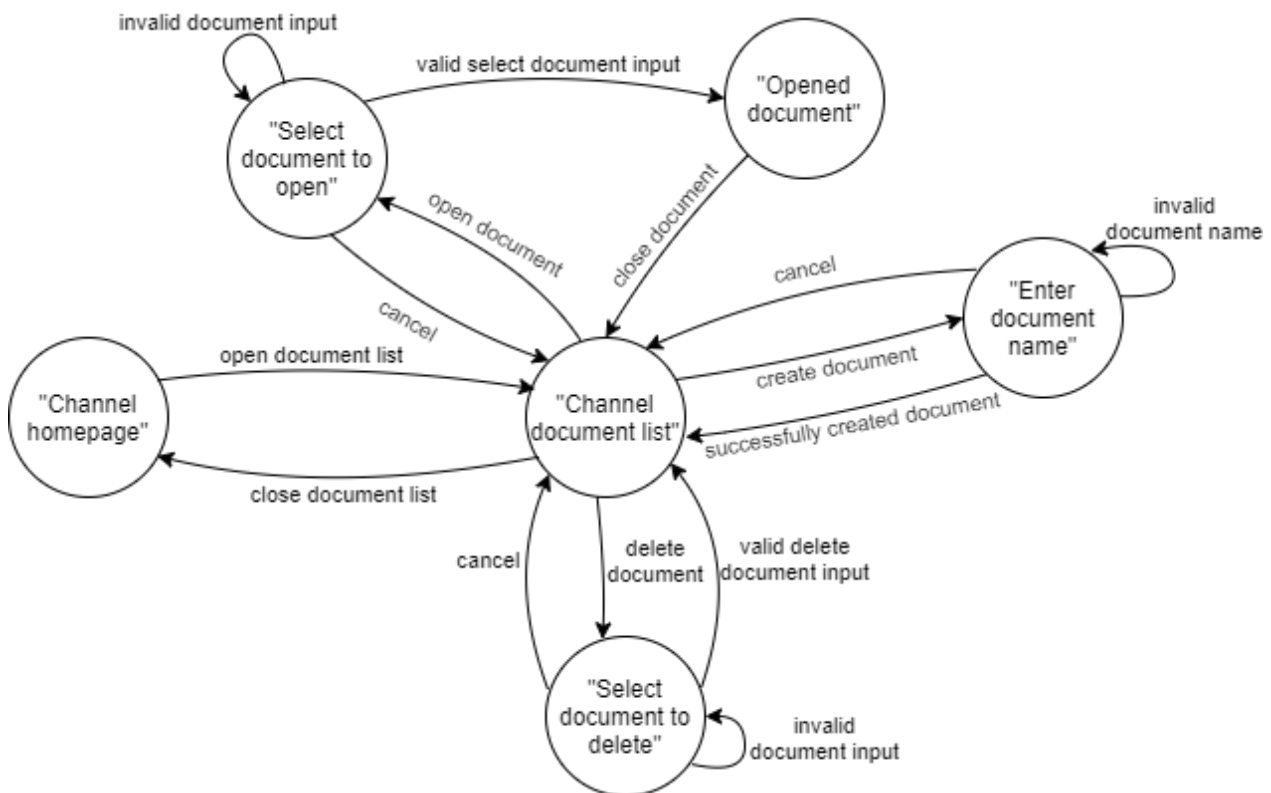 invalid document input
valid select document input
"Opened
document"
"Select
document to
open"
open document
close document
cancel
invalid
document name
cancel
"Enter
document
name"
create document
successfully created document
open document list
"Channel
homepage"
"Channel
document list"
close document list
cancel
delete
document
valid delete
document input
"Select
document to
delete"
invalid
document input